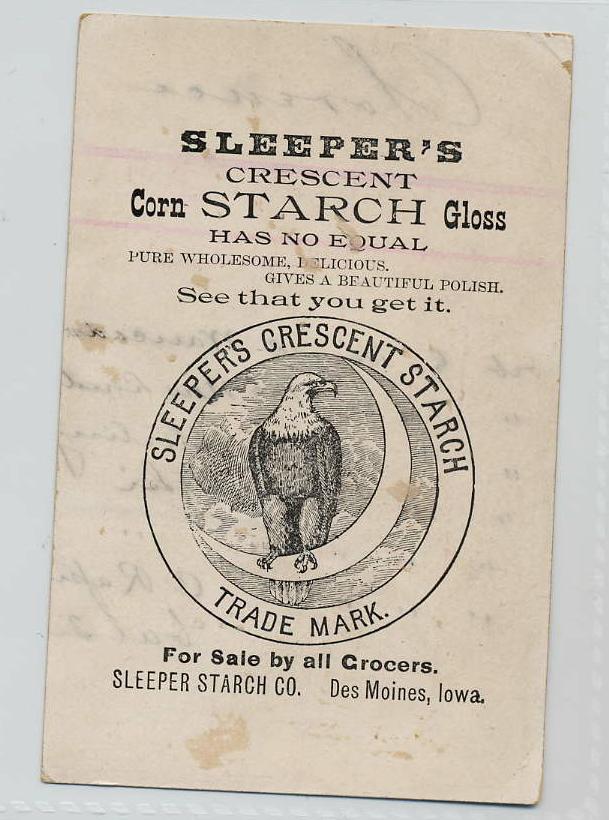 SLEEPER'S
CRESCENT
Corn STARCH Gloss
HAS NO EQUAL
PURE WHOLESOME, DELICIOUS.
GIVES A BEAUTIFUL POLISH.
See that you get it.
SLEEPER'S CRESCENT STARCH
TRADE MARK.
For Sale by all Grocers.
SLEEPER STARCH CO. Des Moines, Iowa.